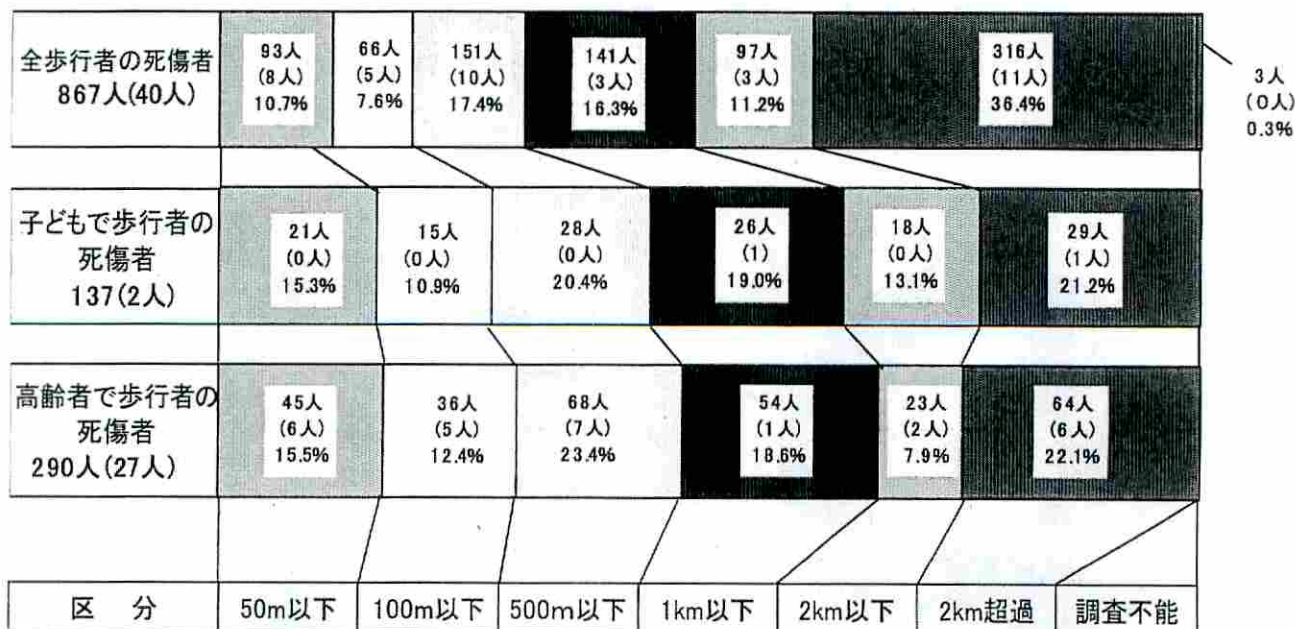 全歩行者の死傷者
867人(40人)
93人
(8人)
10.7%
66人
(5人)
7.6%
151人
(10人)
17.4%
141人
(3人)
16.3%
97人
(3人)
11.2%
316人
(11人)
36.4%
3人
(0人)
0.3%
子どもで歩行者の
死傷者
137(2人)
21人
(0人)
15.3%
15人
(0人)
10.9%
28人
(0人)
20.4%
26人
(1)
19.0%
18人
(0人)
13.1%
29人
(1人)
21.2%
高齢者で歩行者の
死傷者
290人(27人)
45人
(6人)
15.5%
36人
(5人)
12.4%
68人
(7人)
23.4%
54人
(1人)
18.6%
23人
(2人)
7.9%
64人
(6人)
22.1%
区 分
50m以下
100m以下
500m以下
1km以下
2km以下
2km超過
調査不能